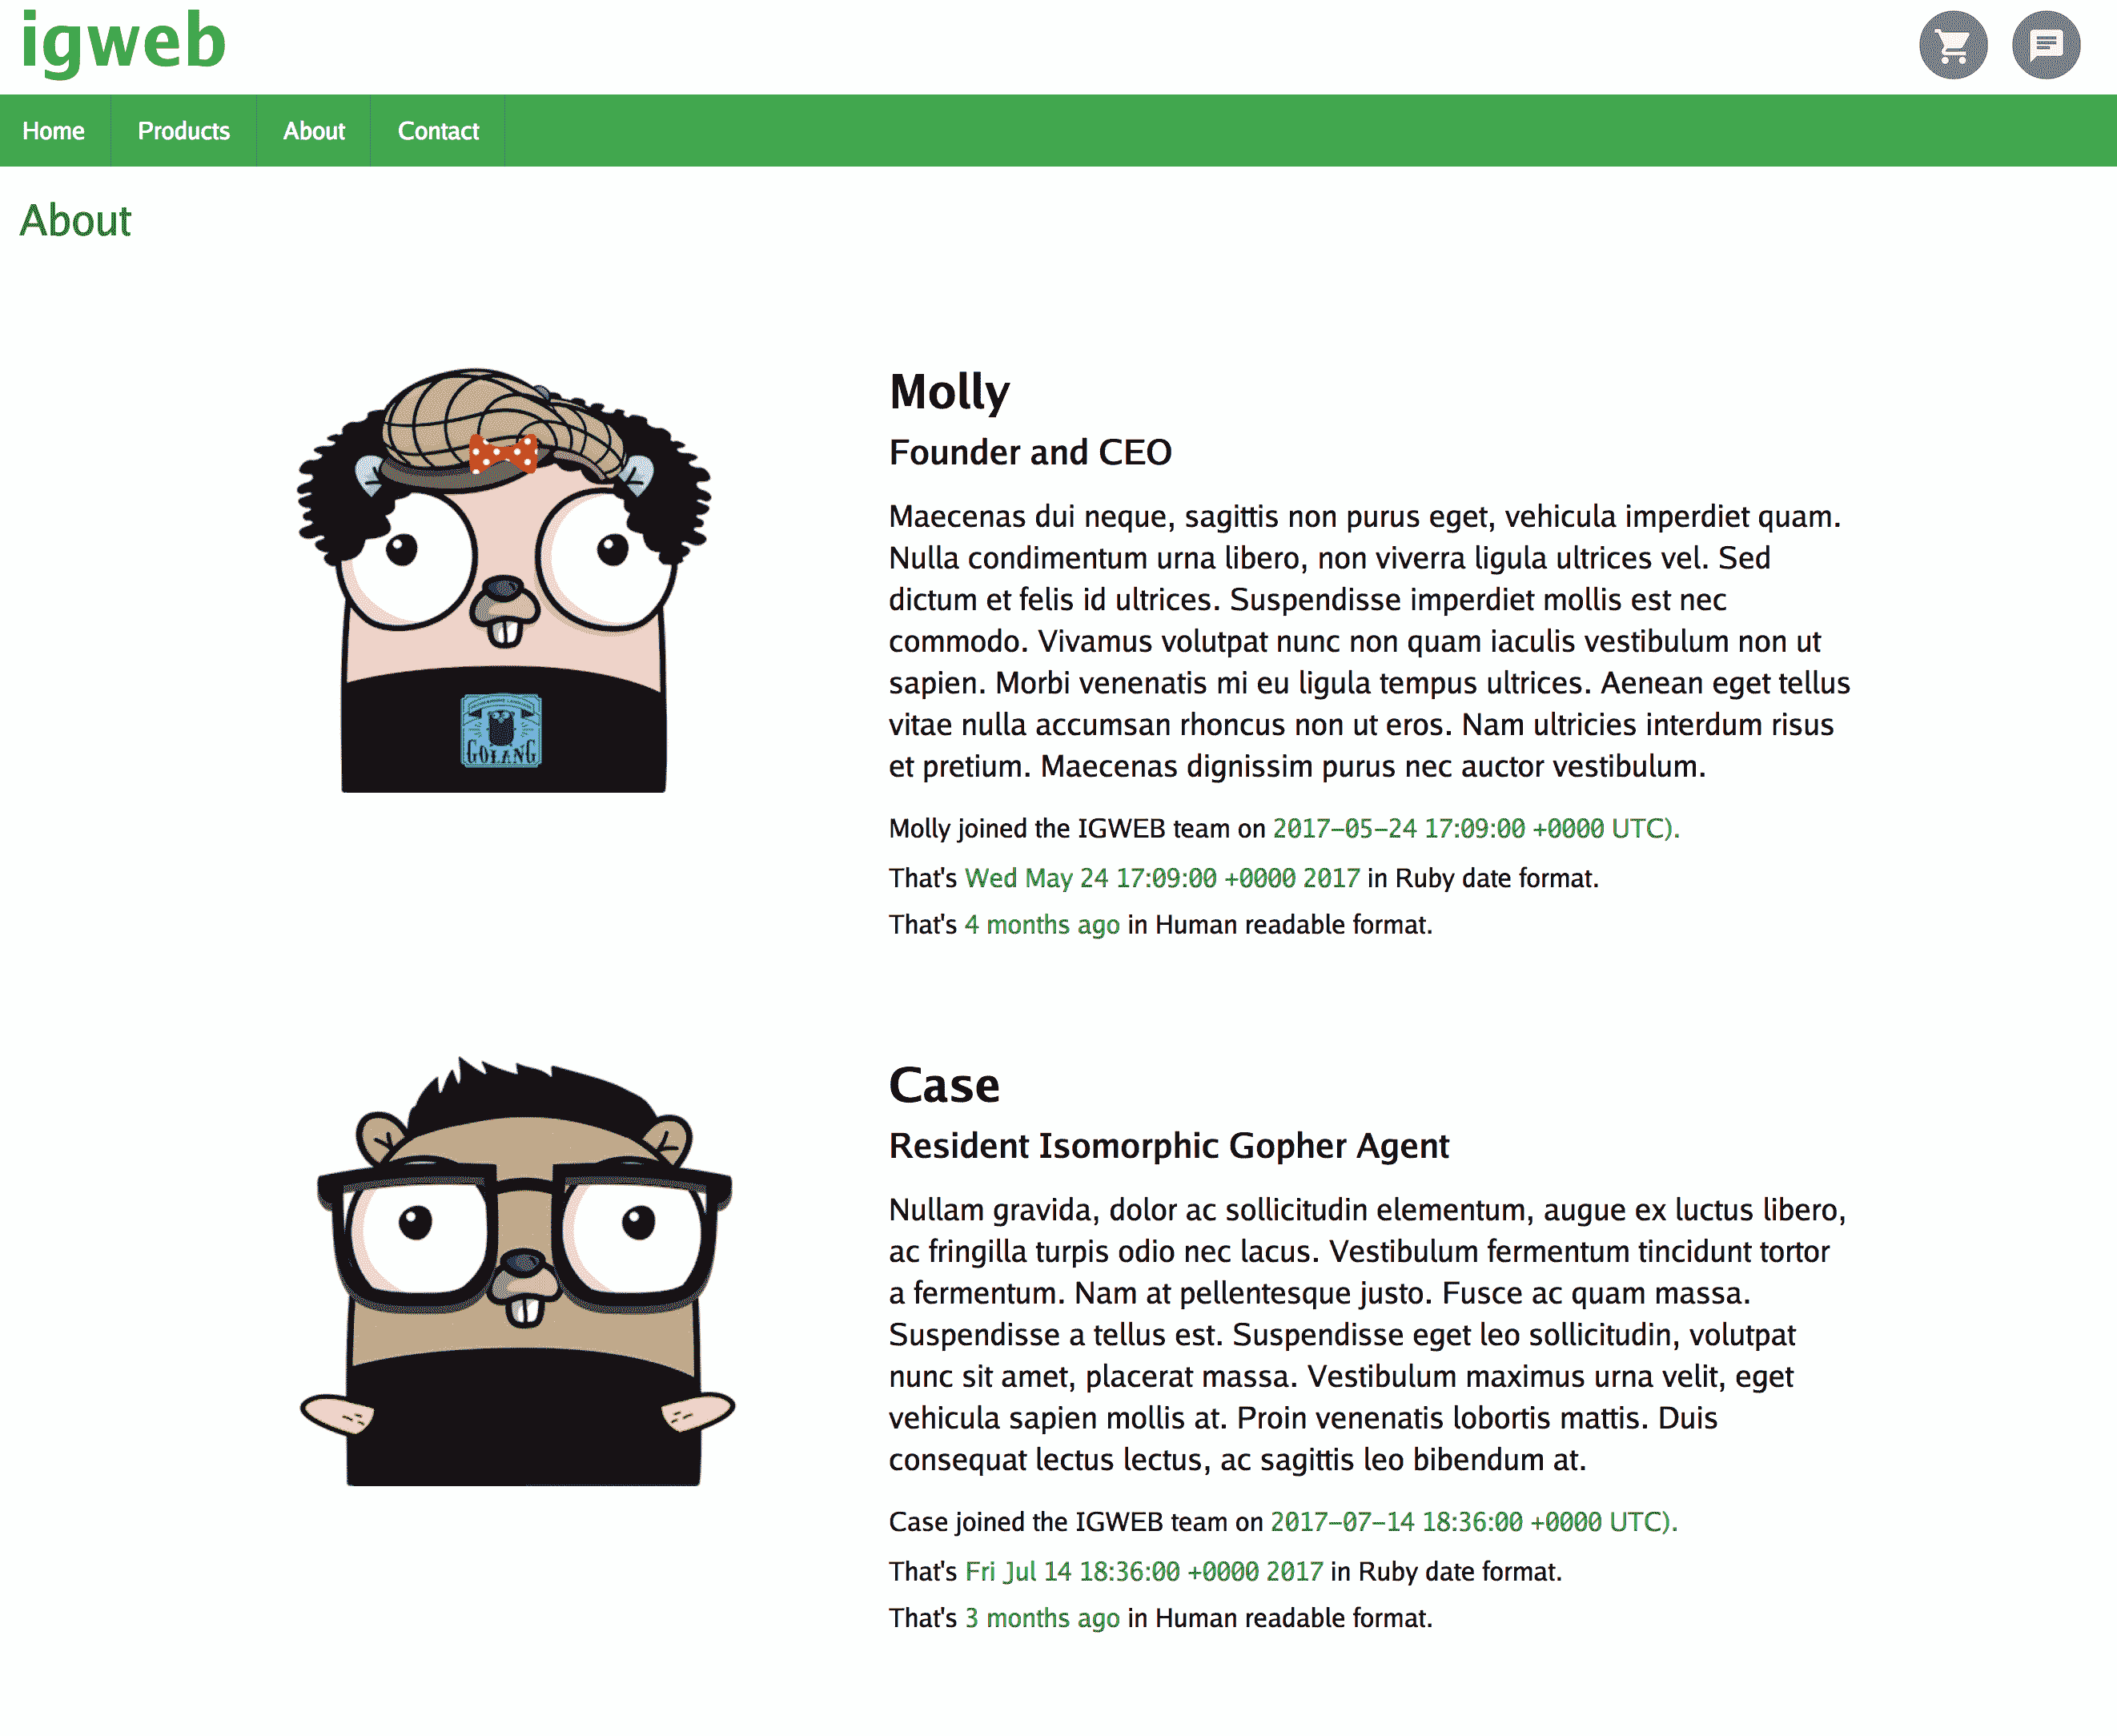 igweb
Home Products About Contact
About
Molly
Founder and CEO
Maecenas dui neque, sagittis non purus eget, vehicula imperdiet quam.
Nulla condimentum urna libero, non viverra ligula ultrices vel. Sed
dictum et felis id ultrices. Suspendisse imperdiet mollis est nec
commodo. Vivamus volutpat nunc non quam iaculis vestibulum non ut
sapien. Morbi venenatis mi eu ligula tempus ultrices. Aenean eget tellus
vitae nulla accumsan rhoncus non ut eros. Nam ultricies interdum risus
et pretium. Maecenas dignissim purus nec auctor vestibulum.
GOLANG
Molly joined the IGWEB team on 2017-05-24 17:09:00 +0000 UTC).
That's Wed May 24 17:09:00 +0000 2017 in Ruby date format.
That's 4 months ago in Human readable format.
Case
Resident Isomorphic Gopher Agent
Nullam gravida, dolor ac sollicitudin elementum, augue ex luctus libero,
ac fringilla turpis odio nec lacus. Vestibulum fermentum tincidunt tortor
a fermentum. Nam at pellentesque justo. Fusce ac quam massa.
Suspendisse a tellus est. Suspendisse eget leo sollicitudin, volutpat
nunc sit amet, placerat massa. Vestibulum maximus urna velit, eget
vehicula sapien mollis at. Proin venenatis lobortis mattis. Duis
consequat lectus lectus, ac sagittis leo bibendum at.
Case joined the IGWEB team on 2017-07-14 18:36:00 +0000 UTC).
That's Fri Jul 14 18:36:00 +0000 2017 in Ruby date format.
That's 3 months ago in Human readable format.